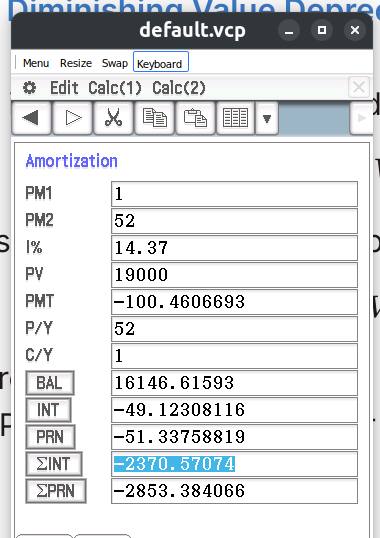 Diminishing Value Depre
default.vcp
Menu Resize Swap Keyboard
Edit Calc(1) Calc(2)
Amortization
PM1 1
PM2 52
I% 14.37
PV 19000
PMT -100.4606693
P/Y 52
C/Y 1
BAL 16146.61593
INT -49.12308116
PRN -51.33758819
ΣINT -2370.57074
ΣPRN -2853.384066